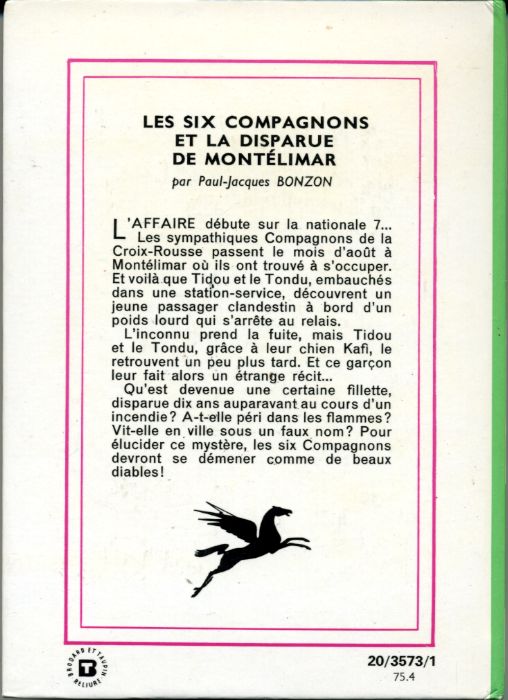 LES SIX COMPAGNONS
ET LA DISPARUE
DE MONTÉLIMAR
par Paul-Jacques BONZON
L'AFFAIRE débute sur la nationale 7...
Les sympathiques Compagnons de la
Croix-Rousse passent le mois d'août à
Montélimar où ils ont trouvé à s'occuper.
Et voilà que Tidou et le Tondu, embauchés
dans une station-service, découvrent un
jeune passager clandestin à bord d'un
poids lourd qui s'arrête au relais.
L'inconnu prend la fuite, mais Tidou
et le Tondu, grâce à leur chien Kafi, le
retrouvent un peu plus tard. Et ce garçon
leur fait alors un étrange récit...
Qu'est devenue une certaine fillette,
disparue dix ans auparavant au cours d'un
incendie? A-t-elle péri dans les flammes?
Vit-elle en ville sous un faux nom? Pour
élucider ce mystère, les six Compagnons
devront se démener comme de beaux
diables!
BRODARD ET TAUPIN
RELIURE
20/3573/1
75.4